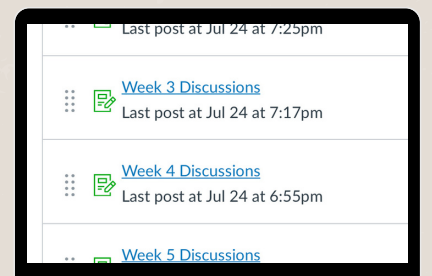 Last post at Jul 24 at 7:25pm
Week 3 Discussions
Last post at Jul 24 at 7:17pm
Week 4 Discussions
Last post at Jul 24 at 6:55pm
Week 5 Discussions